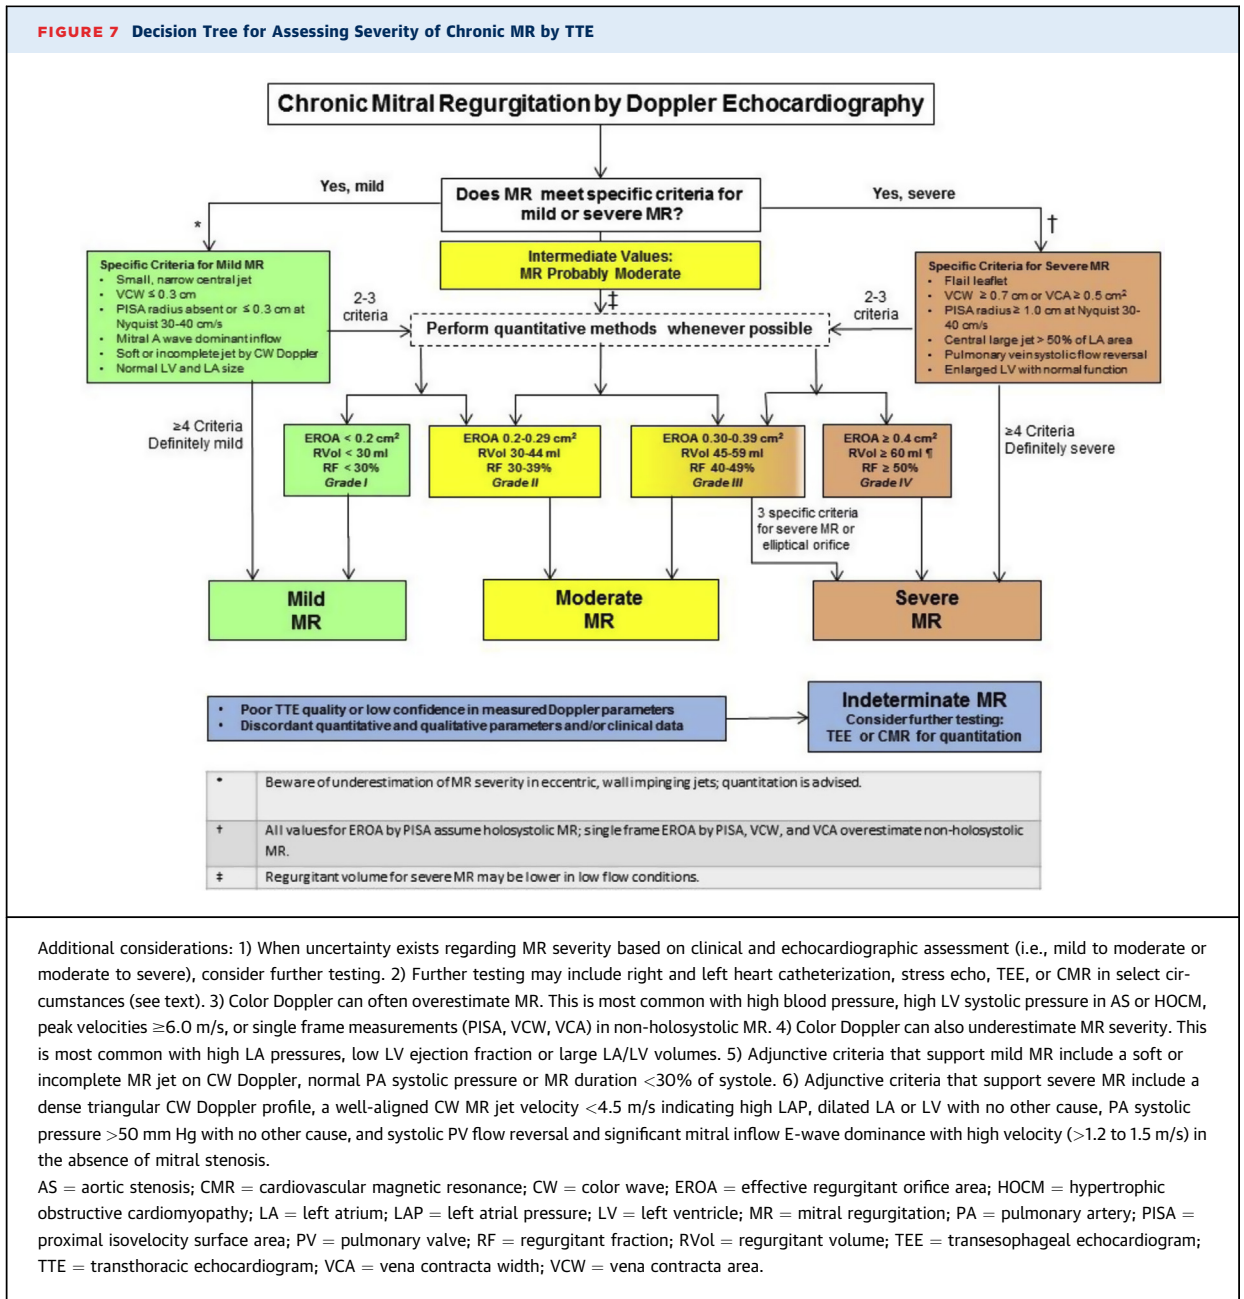 FIGURE 7 Decision Tree for Assessing Severity of Chronic MR by TTE
Chronic Mitral Regurgitation by Doppler Echocardiography
Yes, mild
Does MR meet specific criteria for
mild or severe MR?
Yes, severe
*
†
Intermediate Values:
MR Probably Moderate
Specific Criteria for Mild MR
• Small, narrow central jet
• VCW ≤ 0.3 cm
• PISA radius absent or ≤ 0.3 cm at
Nyquist 30-40 cm/s
• Mitral A wave dominant inflow
• Soft or incomplete jet by CW Doppler
• Normal LV and LA size
2-3
criteria
‡
Perform quantitative methods whenever possible
2-3
criteria
Specific Criteria for Severe MR
• Flail leaflet
• VCW ≥ 0.7 cm or VCA ≥ 0.5 cm²
• PISA radius ≥ 1.0 cm at Nyquist 30-
40 cm/s
• Central large jet > 50% of LA area
• Pulmonary vein systolic flow reversal
• Enlarged LV with normal function
≥4 Criteria
Definitely mild
EROA < 0.2 cm²
RVol < 30 ml
RF < 30%
Grade I
EROA 0.2-0.29 cm²
RVol 30-44 ml
RF 30-39%
Grade II
EROA 0.30-0.39 cm²
RVol 45-59 ml
RF 40-49%
Grade III
EROA ≥ 0.4 cm²
RVol ≥ 60 ml ¶
RF ≥ 50%
Grade IV
≥4 Criteria
Definitely severe
3 specific criteria
for severe MR or
elliptical orifice
Mild
MR
Moderate
MR
Severe
MR
• Poor TTE quality or low confidence in measured Doppler parameters
• Discordant quantitative and qualitative parameters and/or clinical data
Indeterminate MR
Consider further testing:
TEE or CMR for quantitation
* Beware of underestimation of MR severity in eccentric, wall impinging jets; quantitation is advised.
† All values for EROA by PISA assume holosystolic MR; single frame EROA by PISA, VCW, and VCA overestimate non-holosystolic
MR.
‡ Regurgitant volume for severe MR may be lower in low flow conditions.
Additional considerations: 1) When uncertainty exists regarding MR severity based on clinical and echocardiographic assessment (i.e., mild to moderate or
moderate to severe), consider further testing. 2) Further testing may include right and left heart catheterization, stress echo, TEE, or CMR in select cir-
cumstances (see text). 3) Color Doppler can often overestimate MR. This is most common with high blood pressure, high LV systolic pressure in AS or HOCM,
peak velocities ≥6.0 m/s, or single frame measurements (PISA, VCW, VCA) in non-holosystolic MR. 4) Color Doppler can also underestimate MR severity. This
is most common with high LA pressures, low LV ejection fraction or large LA/LV volumes. 5) Adjunctive criteria that support mild MR include a soft or
incomplete MR jet on CW Doppler, normal PA systolic pressure or MR duration <30% of systole. 6) Adjunctive criteria that support severe MR include a
dense triangular CW Doppler profile, a well-aligned CW MR jet velocity <4.5 m/s indicating high LAP, dilated LA or LV with no other cause, PA systolic
pressure >50 mm Hg with no other cause, and systolic PV flow reversal and significant mitral inflow E-wave dominance with high velocity (>1.2 to 1.5 m/s) in
the absence of mitral stenosis.
AS = aortic stenosis; CMR = cardiovascular magnetic resonance; CW = color wave; EROA = effective regurgitant orifice area; HOCM = hypertrophic
obstructive cardiomyopathy; LA = left atrium; LAP = left atrial pressure; LV = left ventricle; MR = mitral regurgitation; PA = pulmonary artery; PISA =
proximal isovelocity surface area; PV = pulmonary valve; RF = regurgitant fraction; RVol = regurgitant volume; TEE = transesophageal echocardiogram;
TTE = transthoracic echocardiogram; VCA = vena contracta width; VCW = vena contracta area.